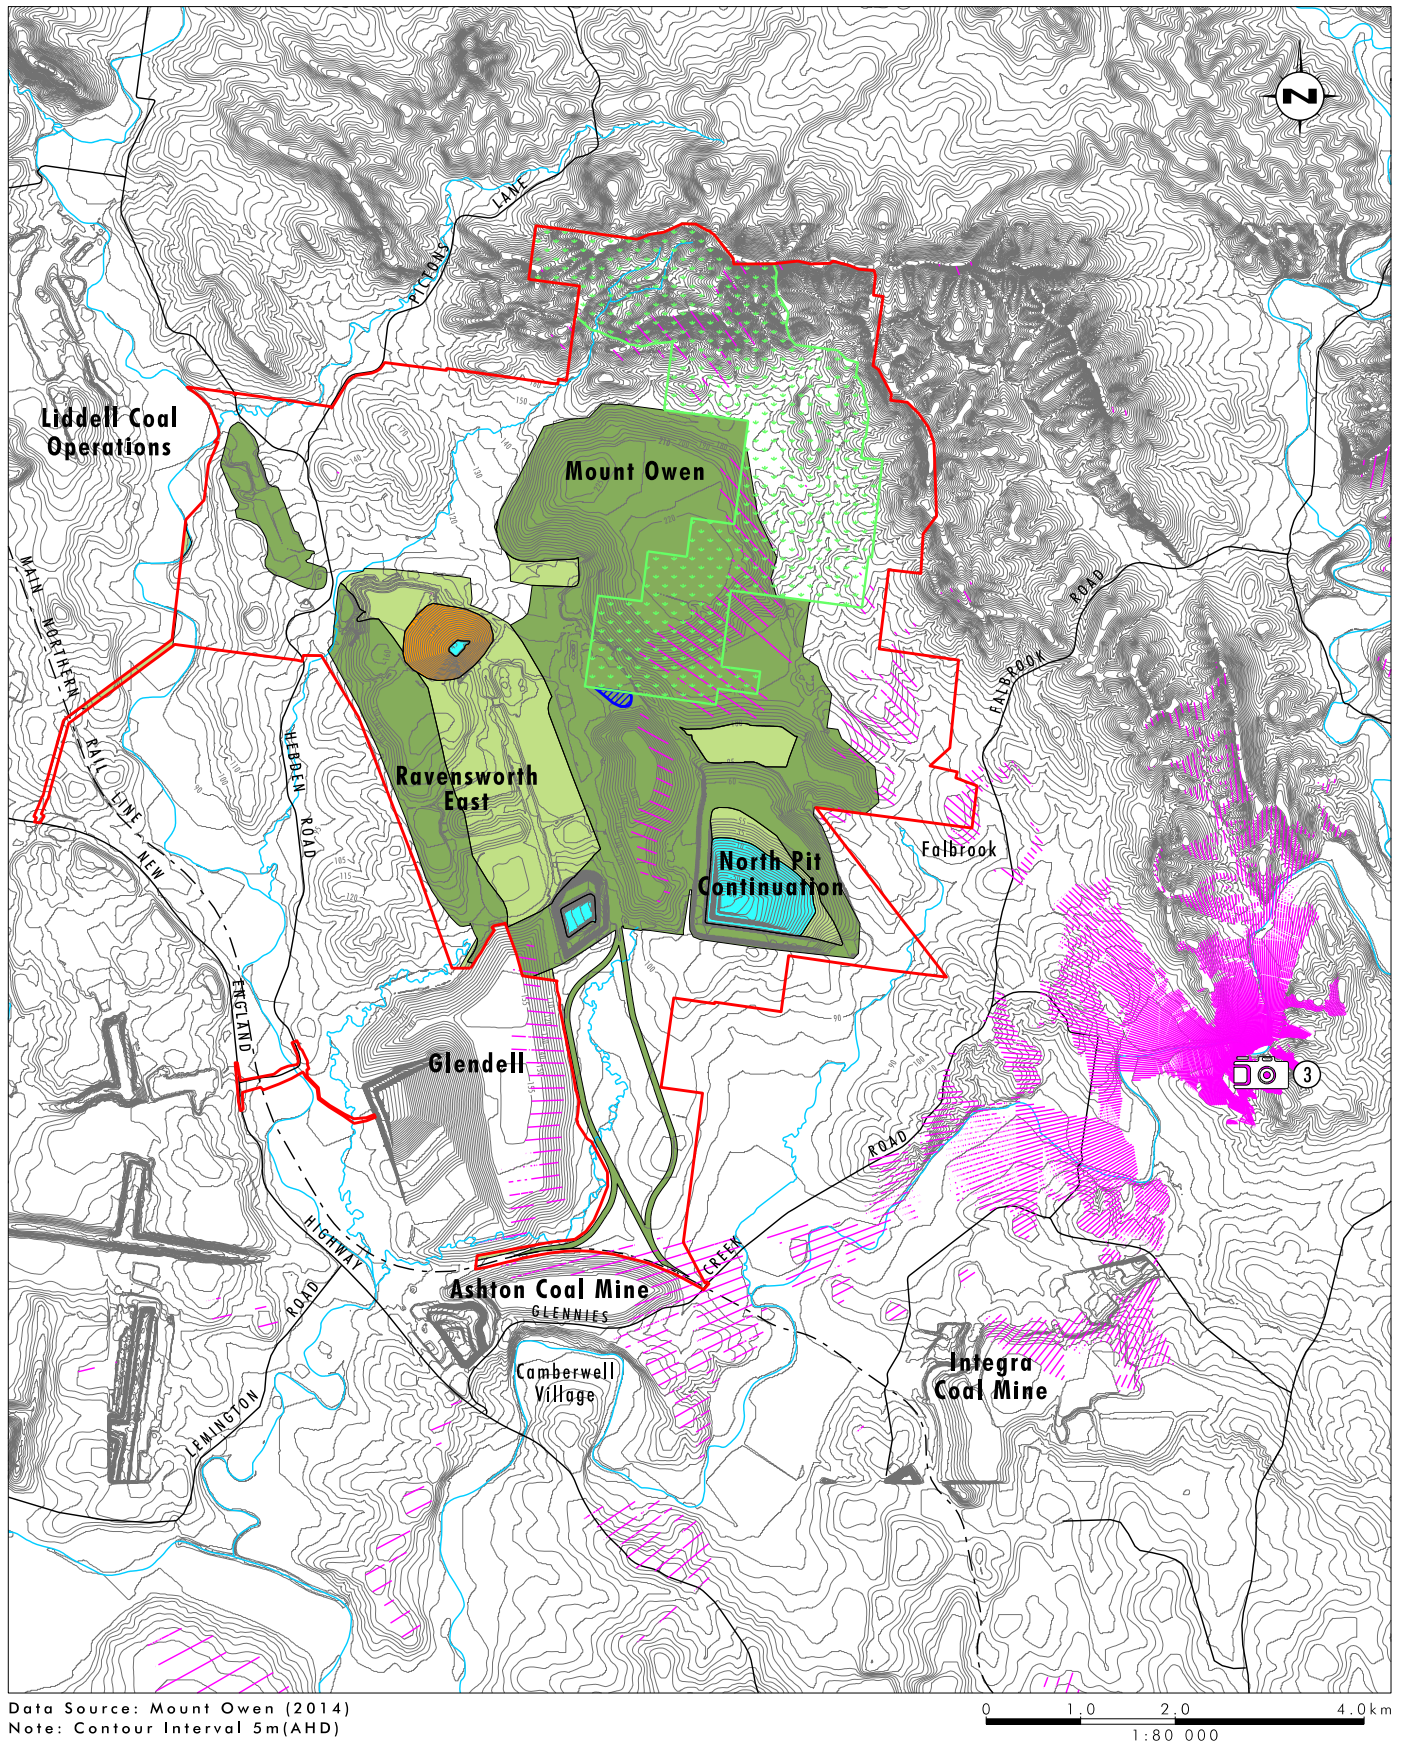 N
PICTONS LANE
Liddell Coal
Operations
Mount Owen
MAIN NORTHERN RAIL LINE
FALBROOK ROAD
HEBDEN ROAD
Ravensworth
East
NEW ENGLAND HIGHWAY
North Pit
Continuation
Falbrook
Glendell
3
GLENNIES CREEK ROAD
Ashton Coal Mine
LEMINGTON ROAD
Camberwell
Village
Integra
Coal Mine
Data Source: Mount Owen (2014)
Note: Contour Interval 5m(AHD)
0 1.0 2.0 4.0km
1:80 000